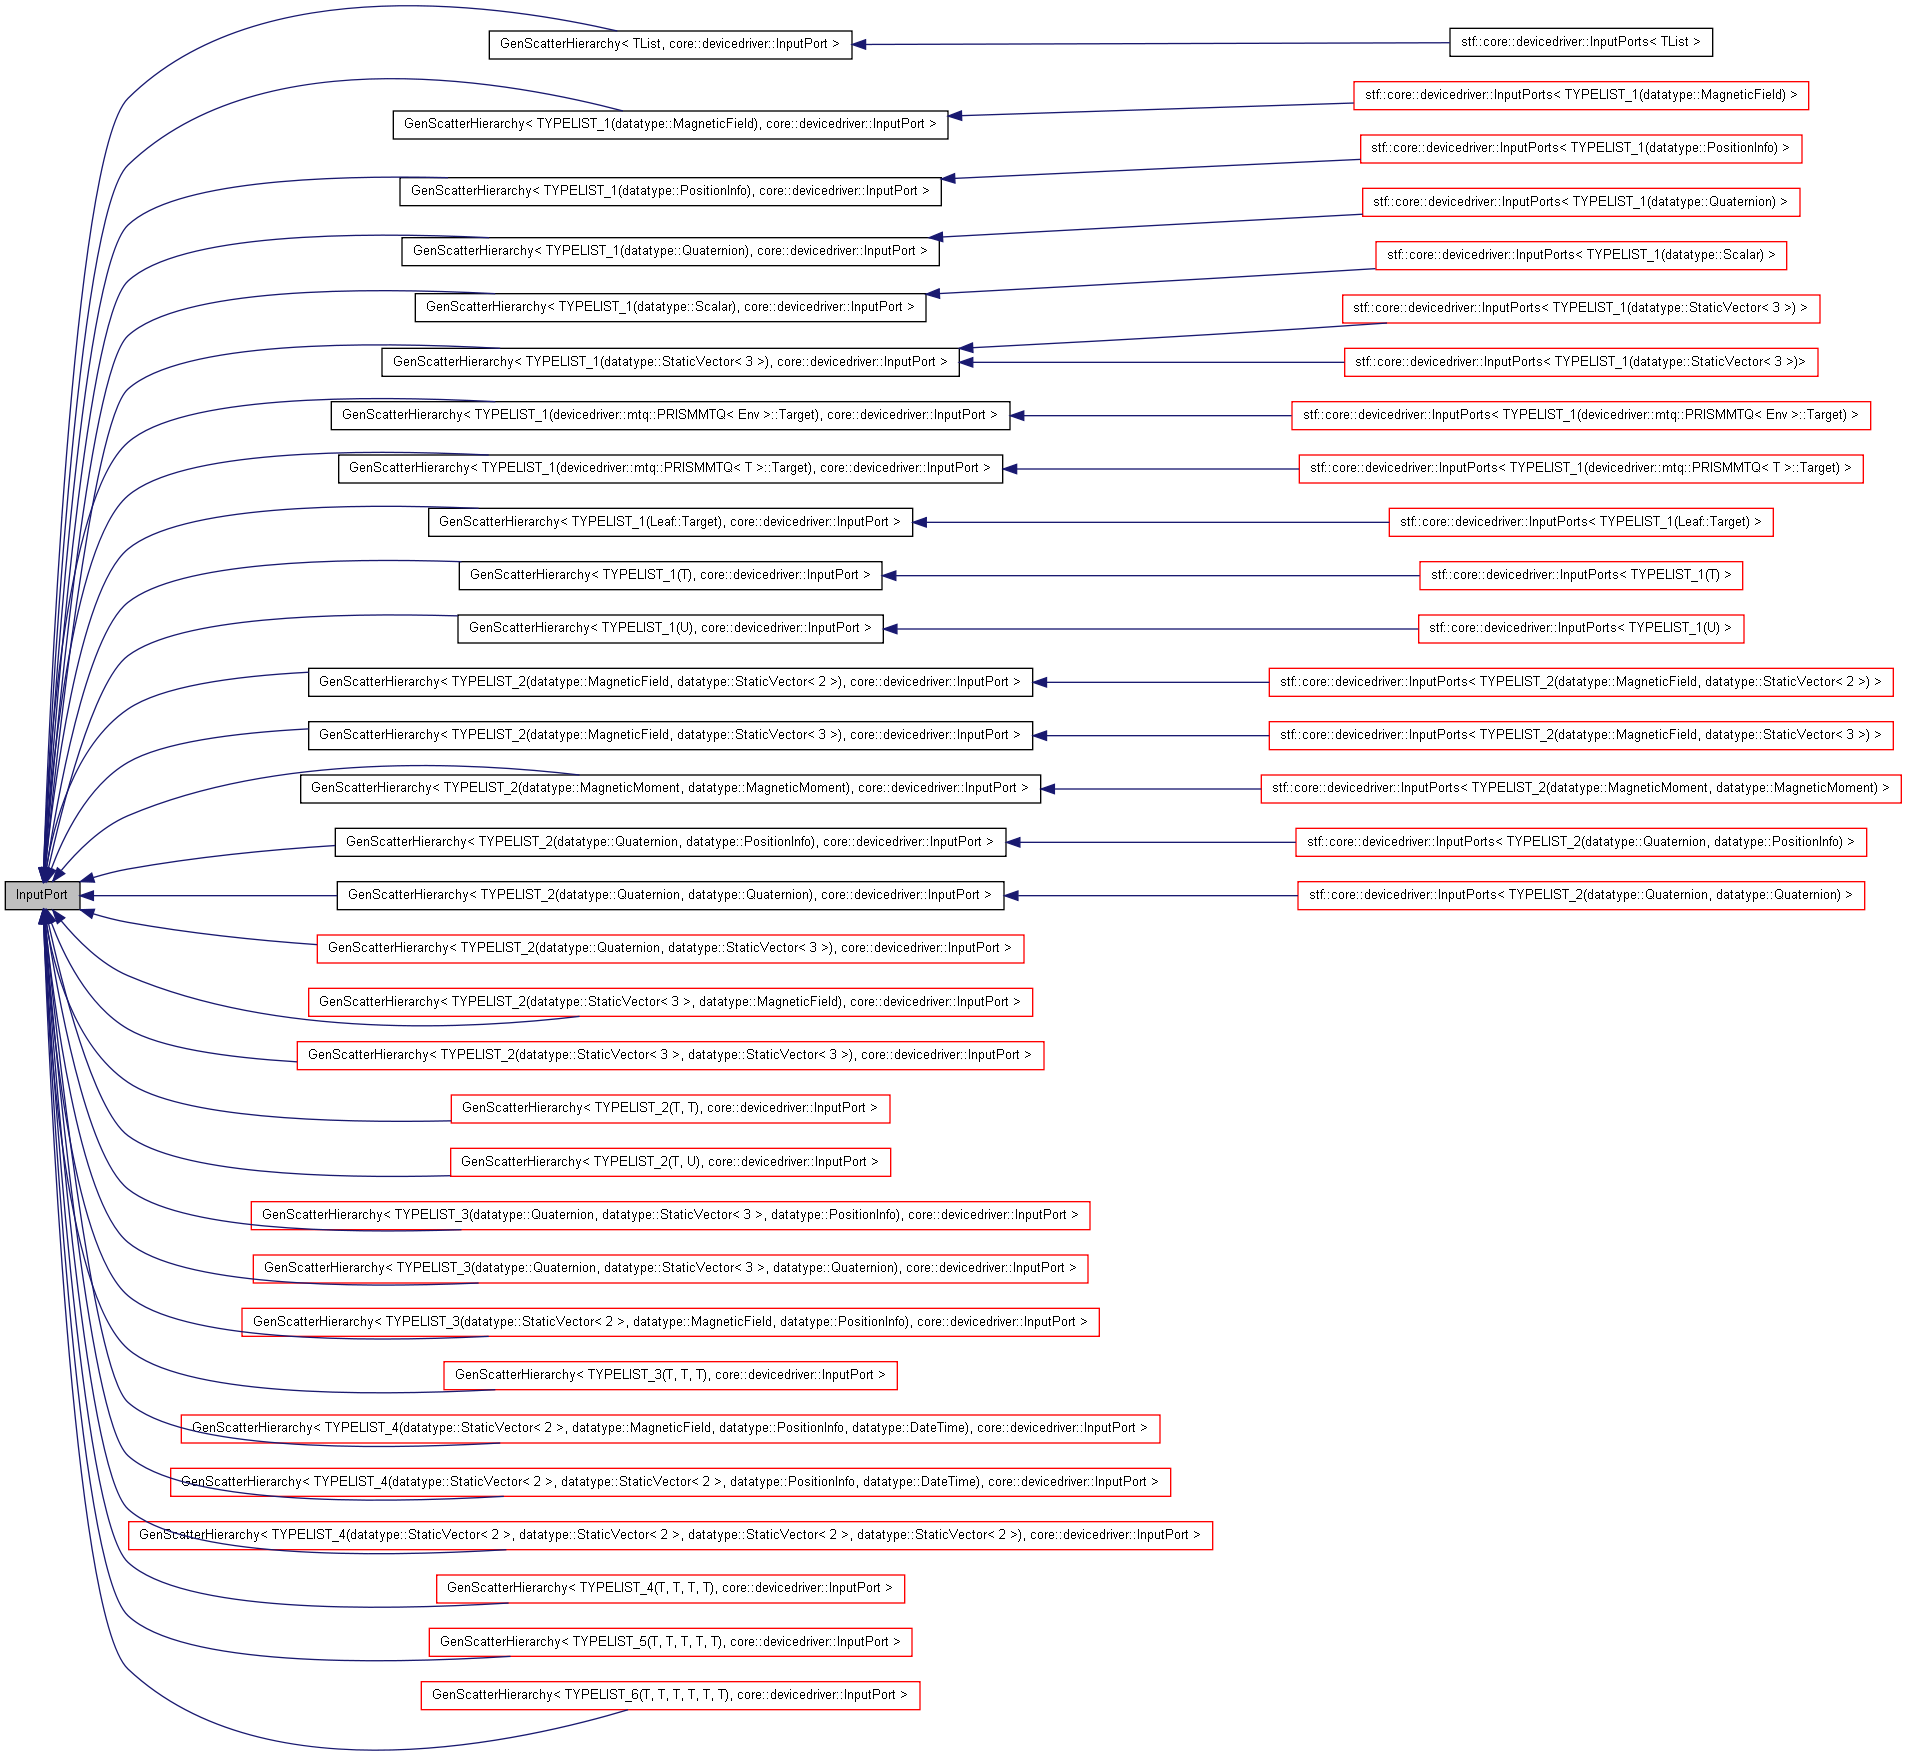 GenScatterHierarchy< TList, core::devicedriver::InputPort >
stf::core::devicedriver::InputPorts< TList >
GenScatterHierarchy< TYPELIST_1(datatype::MagneticField), core::devicedriver::InputPort >
stf::core::devicedriver::InputPorts< TYPELIST_1(datatype::MagneticField) >
GenScatterHierarchy< TYPELIST_1(datatype::PositionInfo), core::devicedriver::InputPort >
stf::core::devicedriver::InputPorts< TYPELIST_1(datatype::PositionInfo) >
GenScatterHierarchy< TYPELIST_1(datatype::Quaternion), core::devicedriver::InputPort >
stf::core::devicedriver::InputPorts< TYPELIST_1(datatype::Quaternion) >
GenScatterHierarchy< TYPELIST_1(datatype::Scalar), core::devicedriver::InputPort >
stf::core::devicedriver::InputPorts< TYPELIST_1(datatype::Scalar) >
GenScatterHierarchy< TYPELIST_1(datatype::StaticVector< 3 >), core::devicedriver::InputPort >
stf::core::devicedriver::InputPorts< TYPELIST_1(datatype::StaticVector< 3 >) >
stf::core::devicedriver::InputPorts< TYPELIST_1(datatype::StaticVector< 3 >)>
GenScatterHierarchy< TYPELIST_1(devicedriver::mtq::PRISMMTQ< Env >::Target), core::devicedriver::InputPort >
stf::core::devicedriver::InputPorts< TYPELIST_1(devicedriver::mtq::PRISMMTQ< Env >::Target) >
GenScatterHierarchy< TYPELIST_1(devicedriver::mtq::PRISMMTQ< T >::Target), core::devicedriver::InputPort >
stf::core::devicedriver::InputPorts< TYPELIST_1(devicedriver::mtq::PRISMMTQ< T >::Target) >
GenScatterHierarchy< TYPELIST_1(Leaf::Target), core::devicedriver::InputPort >
stf::core::devicedriver::InputPorts< TYPELIST_1(Leaf::Target) >
GenScatterHierarchy< TYPELIST_1(T), core::devicedriver::InputPort >
stf::core::devicedriver::InputPorts< TYPELIST_1(T) >
GenScatterHierarchy< TYPELIST_1(U), core::devicedriver::InputPort >
stf::core::devicedriver::InputPorts< TYPELIST_1(U) >
GenScatterHierarchy< TYPELIST_2(datatype::MagneticField, datatype::StaticVector< 2 >), core::devicedriver::InputPort >
stf::core::devicedriver::InputPorts< TYPELIST_2(datatype::MagneticField, datatype::StaticVector< 2 >) >
GenScatterHierarchy< TYPELIST_2(datatype::MagneticField, datatype::StaticVector< 3 >), core::devicedriver::InputPort >
stf::core::devicedriver::InputPorts< TYPELIST_2(datatype::MagneticField, datatype::StaticVector< 3 >) >
GenScatterHierarchy< TYPELIST_2(datatype::MagneticMoment, datatype::MagneticMoment), core::devicedriver::InputPort >
stf::core::devicedriver::InputPorts< TYPELIST_2(datatype::MagneticMoment, datatype::MagneticMoment) >
GenScatterHierarchy< TYPELIST_2(datatype::Quaternion, datatype::PositionInfo), core::devicedriver::InputPort >
stf::core::devicedriver::InputPorts< TYPELIST_2(datatype::Quaternion, datatype::PositionInfo) >
InputPort
GenScatterHierarchy< TYPELIST_2(datatype::Quaternion, datatype::Quaternion), core::devicedriver::InputPort >
stf::core::devicedriver::InputPorts< TYPELIST_2(datatype::Quaternion, datatype::Quaternion) >
GenScatterHierarchy< TYPELIST_2(datatype::Quaternion, datatype::StaticVector< 3 >), core::devicedriver::InputPort >
GenScatterHierarchy< TYPELIST_2(datatype::StaticVector< 3 >, datatype::MagneticField), core::devicedriver::InputPort >
GenScatterHierarchy< TYPELIST_2(datatype::StaticVector< 3 >, datatype::StaticVector< 3 >), core::devicedriver::InputPort >
GenScatterHierarchy< TYPELIST_2(T, T), core::devicedriver::InputPort >
GenScatterHierarchy< TYPELIST_2(T, U), core::devicedriver::InputPort >
GenScatterHierarchy< TYPELIST_3(datatype::Quaternion, datatype::StaticVector< 3 >, datatype::PositionInfo), core::devicedriver::InputPort >
GenScatterHierarchy< TYPELIST_3(datatype::Quaternion, datatype::StaticVector< 3 >, datatype::Quaternion), core::devicedriver::InputPort >
GenScatterHierarchy< TYPELIST_3(datatype::StaticVector< 2 >, datatype::MagneticField, datatype::PositionInfo), core::devicedriver::InputPort >
GenScatterHierarchy< TYPELIST_3(T, T, T), core::devicedriver::InputPort >
GenScatterHierarchy< TYPELIST_4(datatype::StaticVector< 2 >, datatype::MagneticField, datatype::PositionInfo, datatype::DateTime), core::devicedriver::InputPort >
GenScatterHierarchy< TYPELIST_4(datatype::StaticVector< 2 >, datatype::StaticVector< 2 >, datatype::PositionInfo, datatype::DateTime), core::devicedriver::InputPort >
GenScatterHierarchy< TYPELIST_4(datatype::StaticVector< 2 >, datatype::StaticVector< 2 >, datatype::StaticVector< 2 >, datatype::StaticVector< 2 >), core::devicedriver::InputPort >
GenScatterHierarchy< TYPELIST_4(T, T, T, T), core::devicedriver::InputPort >
GenScatterHierarchy< TYPELIST_5(T, T, T, T, T), core::devicedriver::InputPort >
GenScatterHierarchy< TYPELIST_6(T, T, T, T, T, T), core::devicedriver::InputPort >